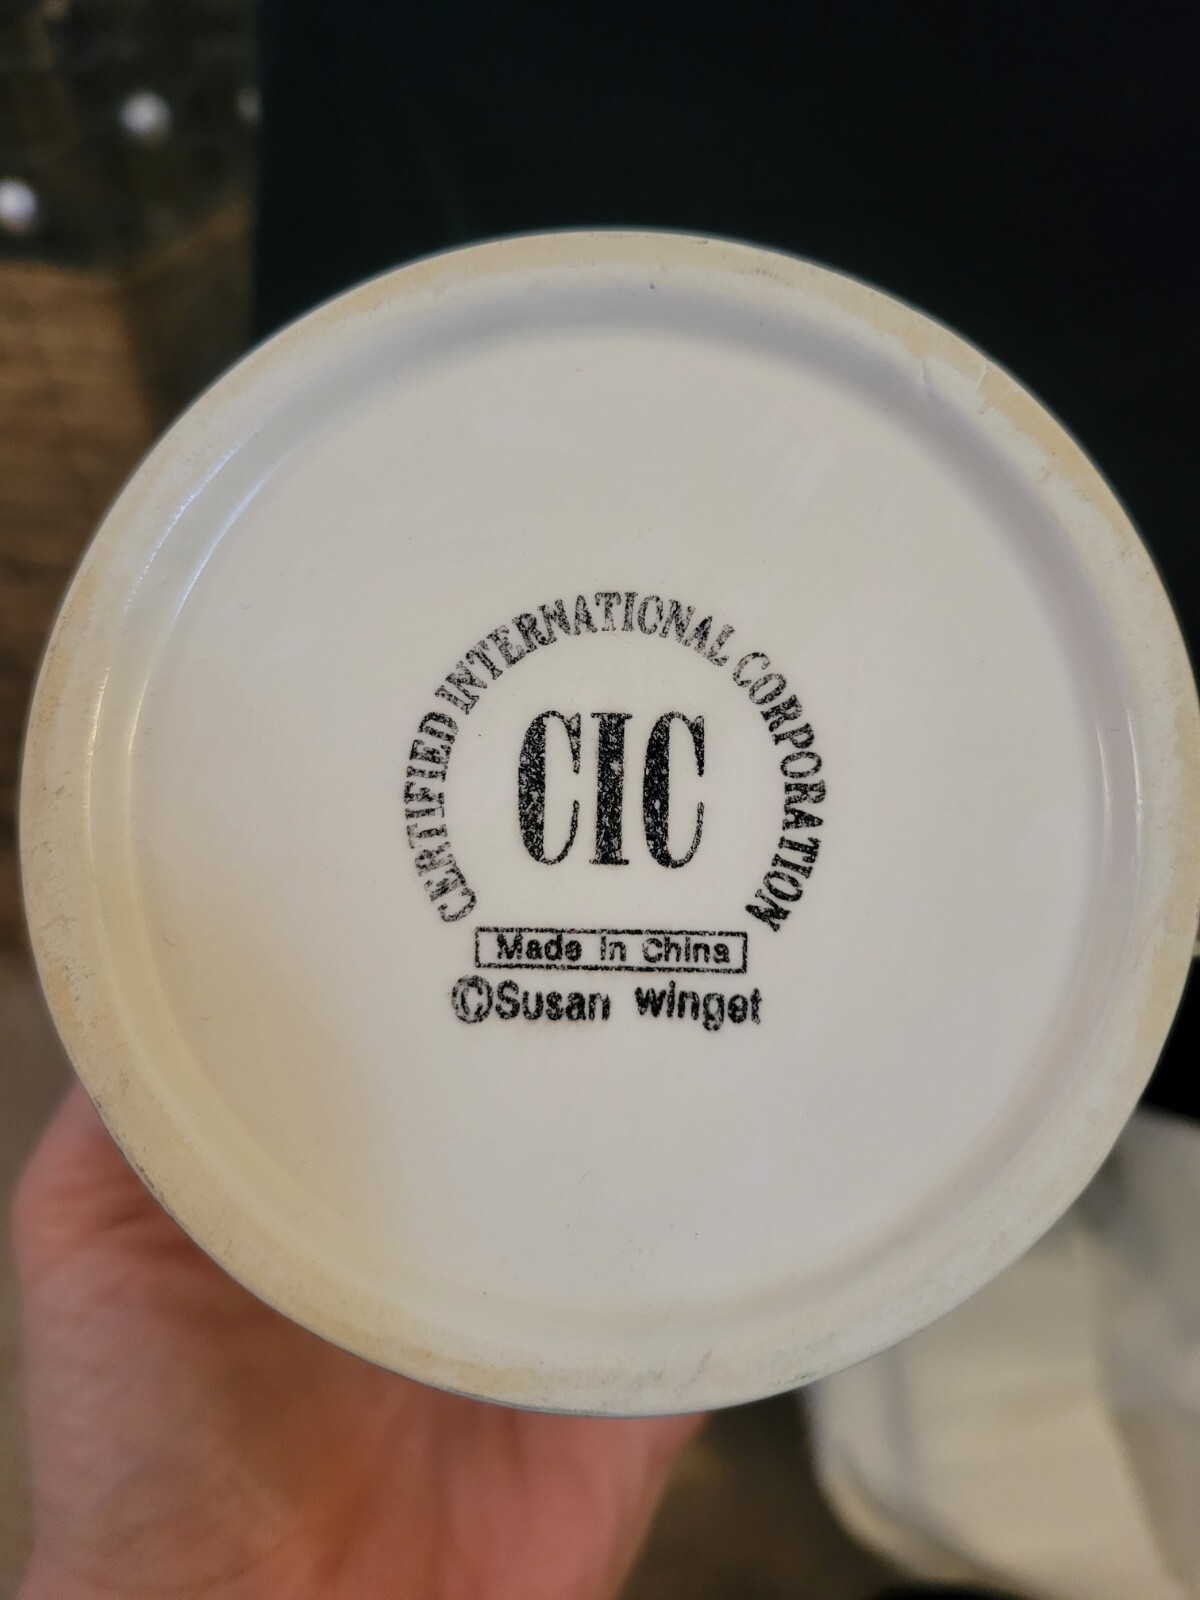 CERTIFIED INTERNATIONAL CORPORATION
CIC
Made in China
©Susan winget